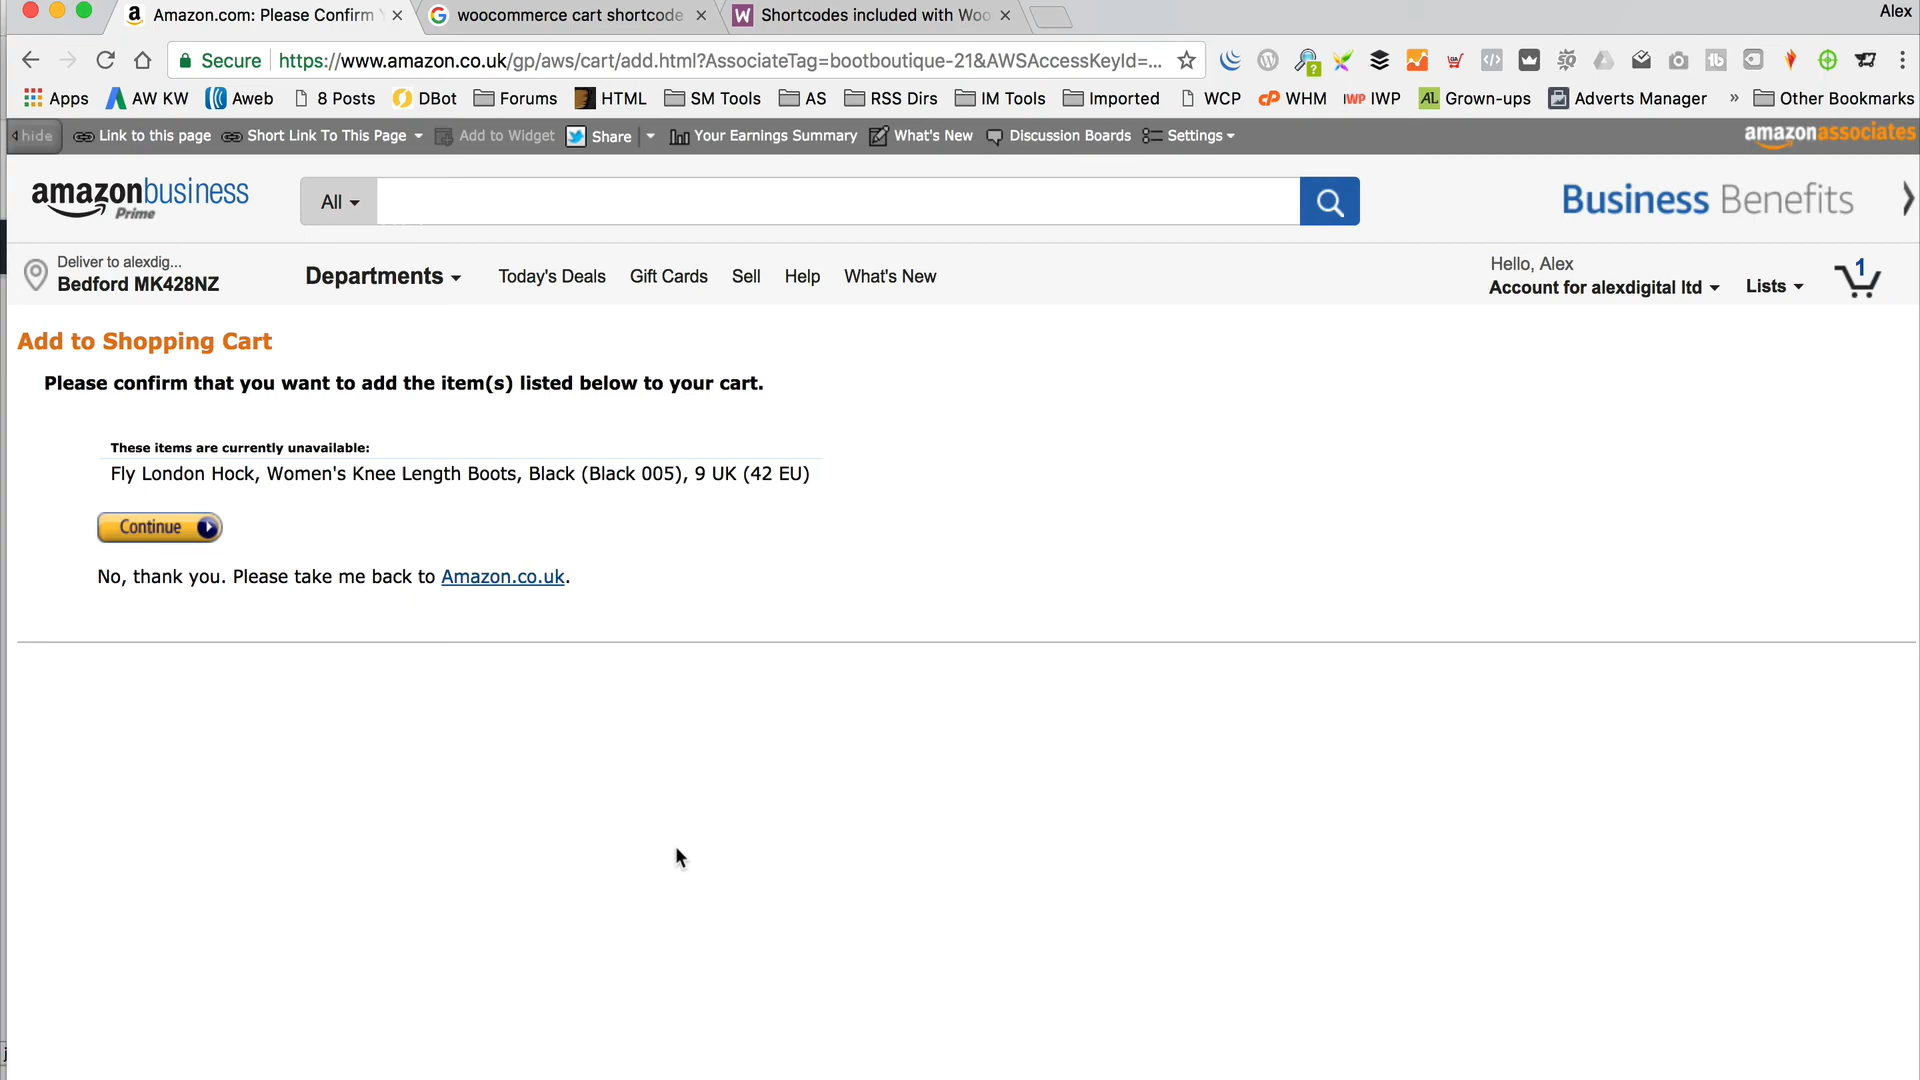 Amazon.com: Please Confirm Y
woocommerce cart shortcode
Shortcodes included with Woo
Alex
Secure https://www.amazon.co.uk/gp/aws/cart/add.html?AssociateTag=bootboutique-21&AWSAccessKeyId=...
Apps AW KW Aweb 8 Posts DBot Forums HTML SM Tools AS RSS Dirs IM Tools Imported WCP WHM IWP Grown-ups Adverts Manager » Other Bookmarks
hide Link to this page Short Link To This Page Add to Widget Share Your Earnings Summary What's New Discussion Boards Settings amazonassociates
amazonbusiness
Prime
All
Business Benefits
Deliver to alexdig...
Bedford MK428NZ
Departments Today's Deals Gift Cards Sell Help What's New
Hello, Alex
Account for alexdigital ltd
Lists
1
Add to Shopping Cart
Please confirm that you want to add the item(s) listed below to your cart.
These items are currently unavailable:
Fly London Hock, Women's Knee Length Boots, Black (Black 005), 9 UK (42 EU)
Continue
No, thank you. Please take me back to Amazon.co.uk.